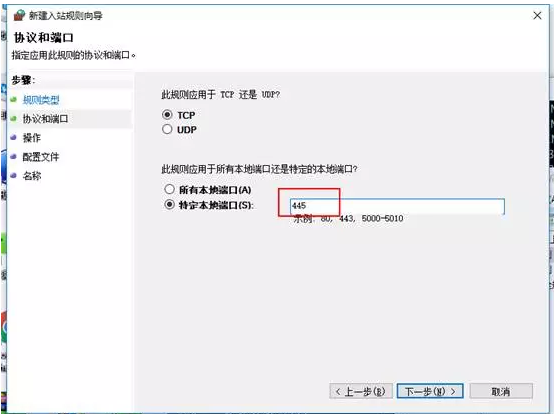 新建入站规则向导
协议和端口
指定应用此规则的协议和端口。
步骤:
规则类型
协议和端口
操作
配置文件
名称
此规则应用于 TCP 还是 UDP?
TCP
UDP
此规则应用于所有本地端口还是特定的本地端口?
所有本地端口(A)
特定本地端口(S):
445
示例: 80, 443, 5000-5010
< 上一步(B)
下一步(N) >
取消